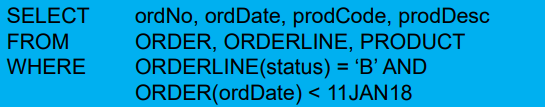 SELECT ordNo, ordDate, prodCode, prodDesc
FROM ORDER, ORDERLINE, PRODUCT
WHERE ORDERLINE(status) = ‘B’ AND
ORDER(ordDate) < 11JAN18